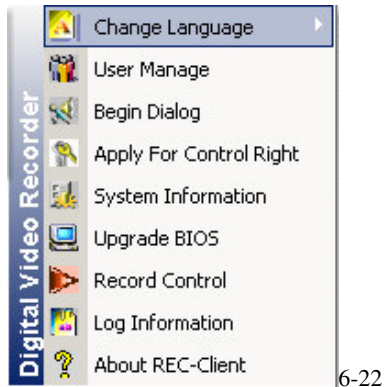 Digital Video Recorder
Change Language
User Manage
Begin Dialog
Apply For Control Right
System Information
Upgrade BIOS
Record Control
Log Information
About REC-Client
6-22